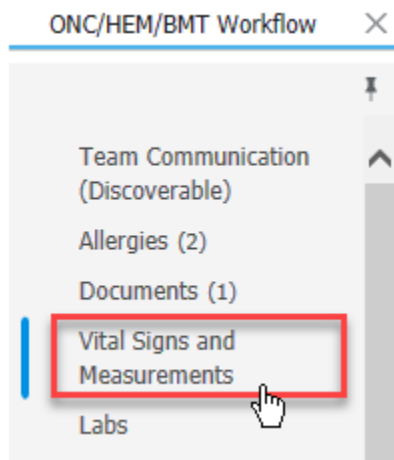 ONC/HEM/BMT Workflow
Team Communication
(Discoverable)
Allergies (2)
Documents (1)
Vital Signs and
Measurements
Labs